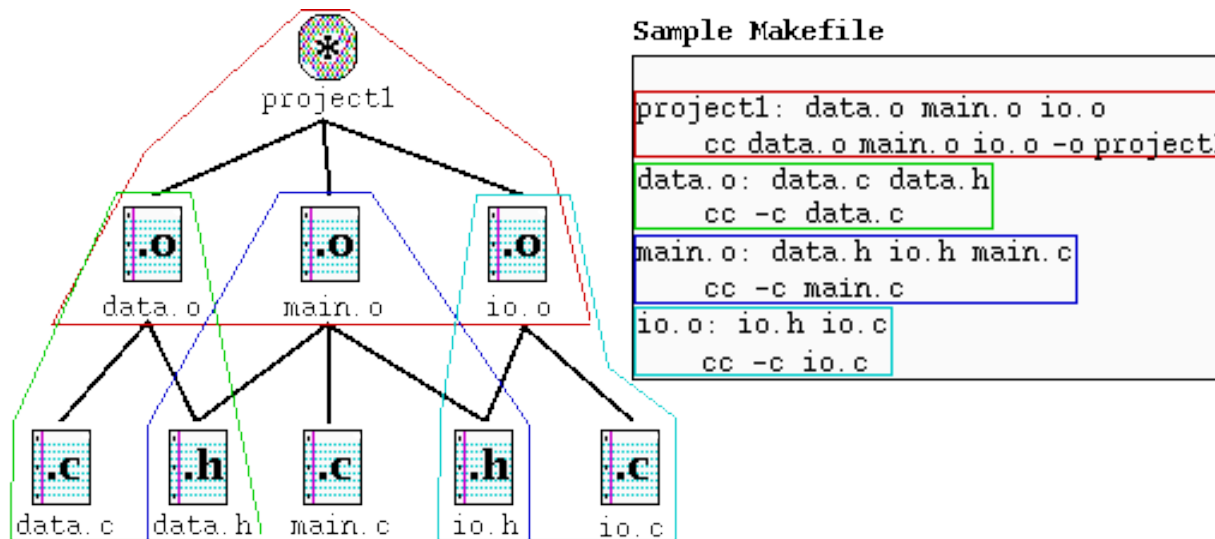 *
project1
.o
.o
.o
data.o
main.o
io.o
.c
.h
.c
.h
.c
data.c
data.h
main.c
io.h
io.c
Sample Makefile
project1: data.o main.o io.o
cc data.o main.o io.o -o project1
data.o: data.c data.h
cc -c data.c
main.o: data.h io.h main.c
cc -c main.c
io.o: io.h io.c
cc -c io.c